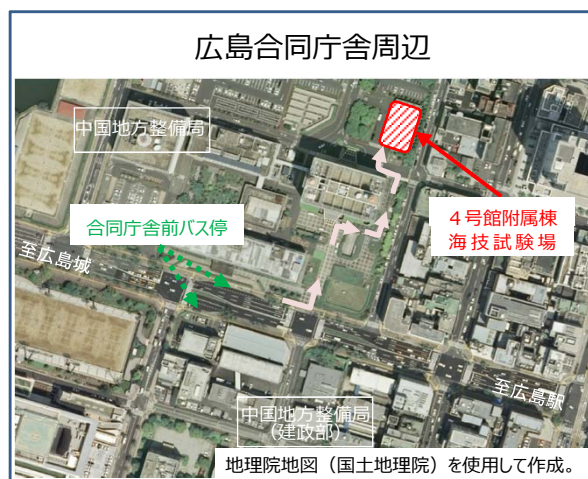 広島合同庁舎周辺
中国地方整備局
合同庁舎前バス停
４号館附属棟
海技試験場
至広島城
至広島駅
中国地方整備局
（建政部）
地理院地図（国土地理院）を使用して作成。